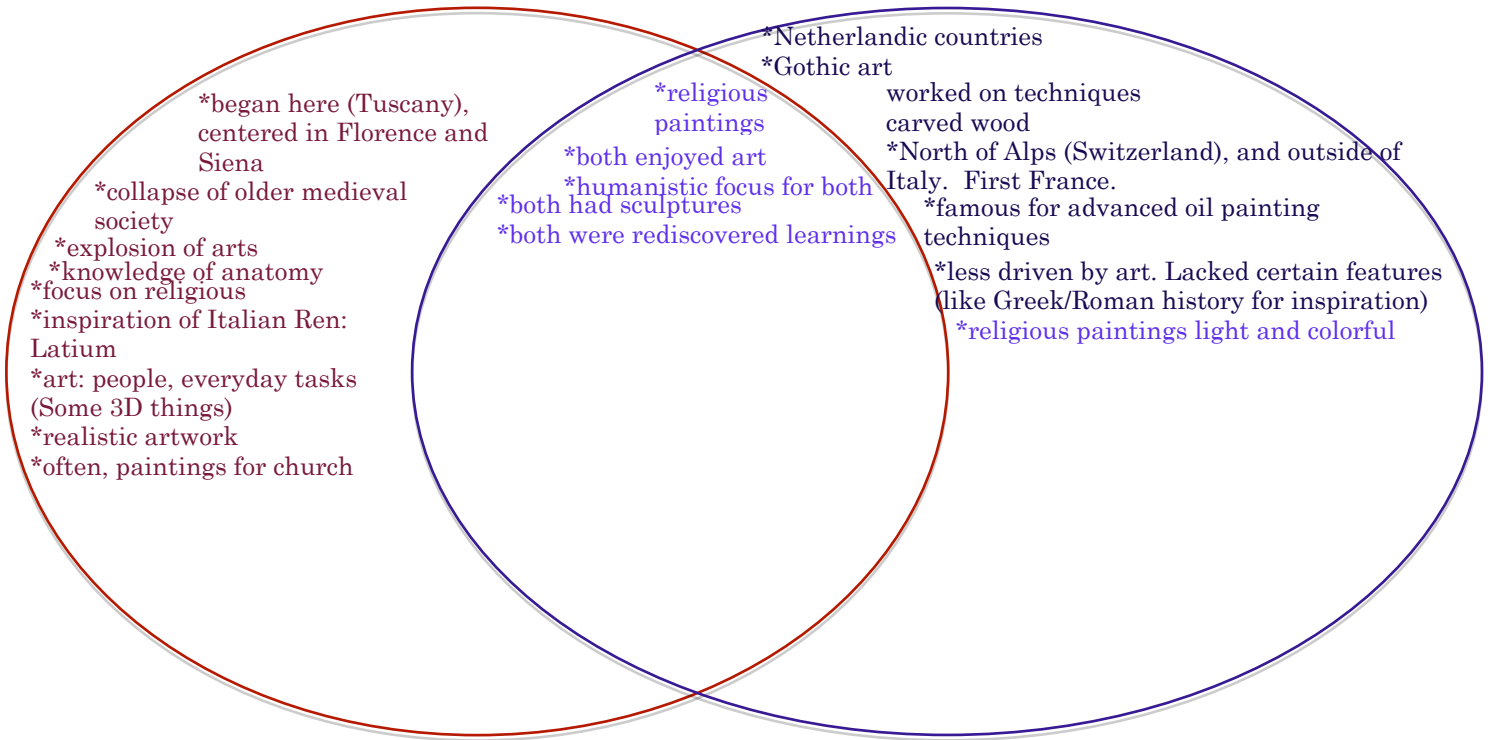 *began here (Tuscany),
centered in Florence and
Siena
*collapse of older medieval
society
*explosion of arts
*knowledge of anatomy
*focus on religious
*inspiration of Italian Ren:
Latium
*art: people, everyday tasks
(Some 3D things)
*realistic artwork
*often, paintings for church
*religious
paintings
*both enjoyed art
*humanistic focus for both
*both had sculptures
*both were rediscovered learnings
*Netherlandic countries
*Gothic art
worked on techniques
carved wood
*North of Alps (Switzerland), and outside of
Italy.  First France.
*famous for advanced oil painting
techniques
*less driven by art. Lacked certain features
(like Greek/Roman history for inspiration)
*religious paintings light and colorful